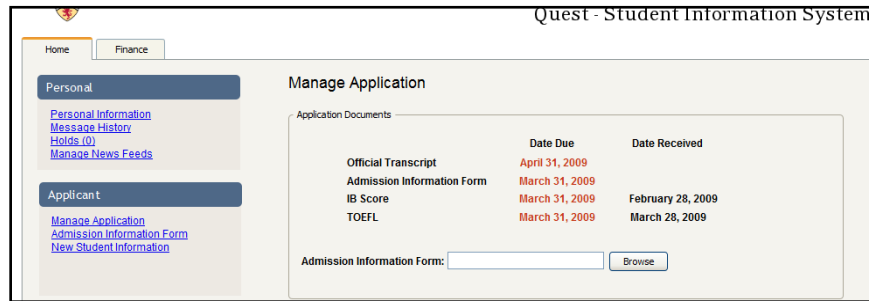 Quest - Student Information System
Home Finance
Personal
Personal Information
Message History
Holds (0)
Manage News Feeds
Applicant
Manage Application
Admission Information Form
New Student Information
Manage Application
Application Documents
Date Due Date Received
Official Transcript April 31, 2009
Admission Information Form March 31, 2009
IB Score March 31, 2009 February 28, 2009
TOEFL March 31, 2009 March 28, 2009
Admission Information Form: Browse